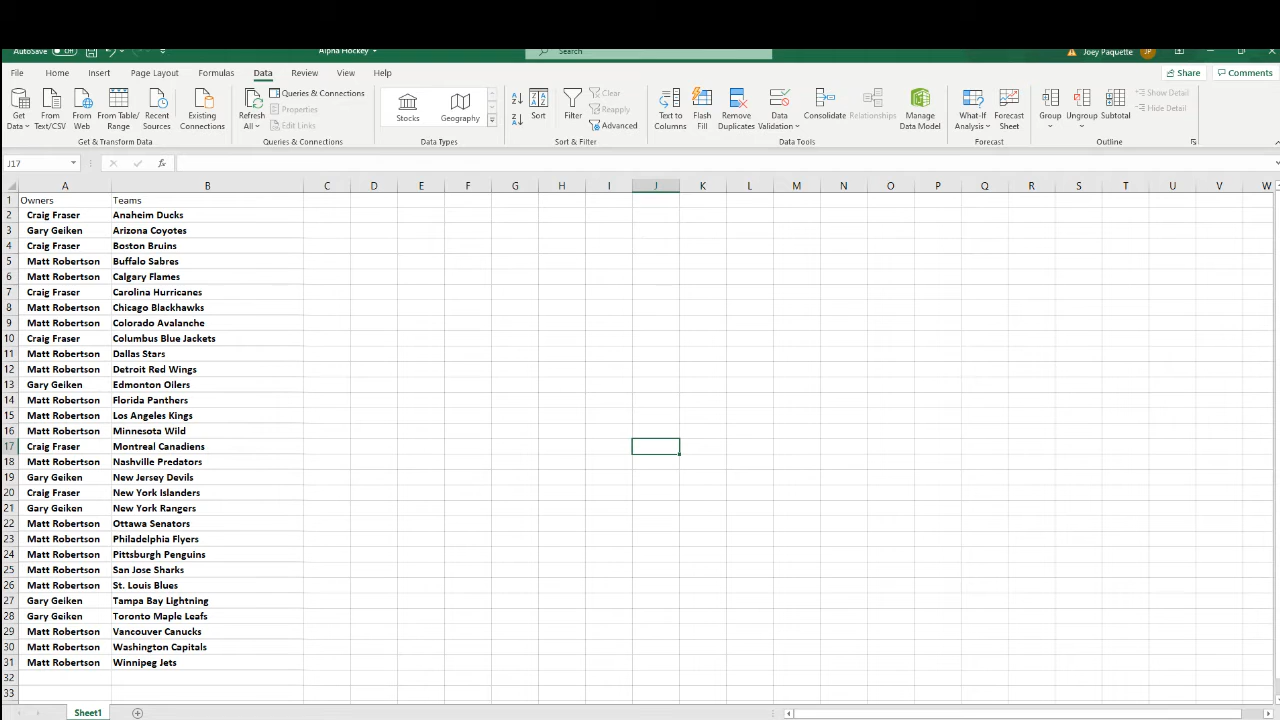 AutoSave Off Alpha Hockey Search Joey Paquette JP
File Home Insert Page Layout Formulas Data Review View Help Share Comments
Get Data From Text/CSV From Web From Table/Range Recent Sources Existing Connections
Get & Transform Data
Refresh All Queries & Connections Properties Edit Links
Queries & Connections
Stocks Geography
Data Types
Sort Filter Clear Reapply Advanced
Sort & Filter
Text to Columns Flash Fill Remove Duplicates Data Validation Consolidate Relationships Manage Data Model
Data Tools
What-If Analysis Forecast Sheet
Forecast
Group Ungroup Subtotal Show Detail Hide Detail
Outline
J17 fx
A B C D E F G H I J K L M N O P Q R S T U V W
1 Owners Teams
2 Craig Fraser Anaheim Ducks
3 Gary Geiken Arizona Coyotes
4 Craig Fraser Boston Bruins
5 Matt Robertson Buffalo Sabres
6 Matt Robertson Calgary Flames
7 Craig Fraser Carolina Hurricanes
8 Matt Robertson Chicago Blackhawks
9 Matt Robertson Colorado Avalanche
10 Craig Fraser Columbus Blue Jackets
11 Matt Robertson Dallas Stars
12 Matt Robertson Detroit Red Wings
13 Gary Geiken Edmonton Oilers
14 Matt Robertson Florida Panthers
15 Matt Robertson Los Angeles Kings
16 Matt Robertson Minnesota Wild
17 Craig Fraser Montreal Canadiens
18 Matt Robertson Nashville Predators
19 Gary Geiken New Jersey Devils
20 Craig Fraser New York Islanders
21 Gary Geiken New York Rangers
22 Matt Robertson Ottawa Senators
23 Matt Robertson Philadelphia Flyers
24 Matt Robertson Pittsburgh Penguins
25 Matt Robertson San Jose Sharks
26 Matt Robertson St. Louis Blues
27 Gary Geiken Tampa Bay Lightning
28 Gary Geiken Toronto Maple Leafs
29 Matt Robertson Vancouver Canucks
30 Matt Robertson Washington Capitals
31 Matt Robertson Winnipeg Jets
32
33
Sheet1